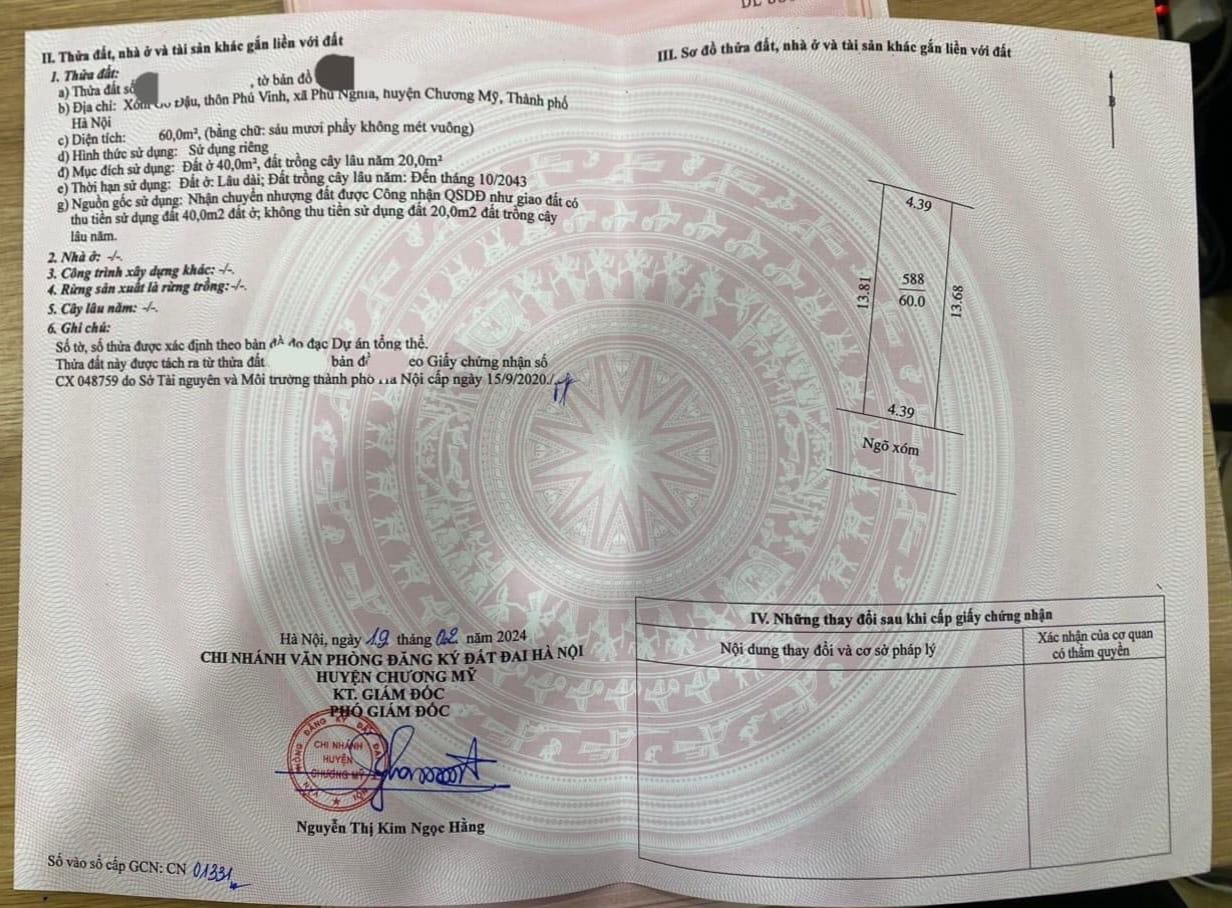 II. Thửa đất, nhà ở và tài sản khác gắn liền với đất
1. Thửa đất:
a) Thửa đất số , tờ bản đồ
b) Địa chỉ: Xóm Đậu, thôn Phú Vinh, xã Phú Nghĩa, huyện Chương Mỹ, Thành phố
Hà Nội
c) Diện tích: 60,0m², (bằng chữ: sáu mươi phẩy không mét vuông)
d) Hình thức sử dụng: Sử dụng riêng
đ) Mục đích sử dụng: Đất ở 40,0m², đất trồng cây lâu năm 20,0m²
e) Thời hạn sử dụng: Đất ở: Lâu dài; Đất trồng cây lâu năm: Đến tháng 10/2043
g) Nguồn gốc sử dụng: Nhận chuyển nhượng đất được Công nhận QSDĐ như giao đất có
thu tiền sử dụng đất 40,0m2 đất ở; không thu tiền sử dụng đất 20,0m2 đất trồng cây
lâu năm.
2. Nhà ở: -/-.
3. Công trình xây dựng khác: -/-.
4. Rừng sản xuất là rừng trồng:-/-.
5. Cây lâu năm: -/-.
6. Ghi chú:
Số tờ, số thửa được xác định theo bản đồ đo đạc Dự án tổng thể.
Thửa đất này được tách ra từ thửa đất bản đồ eo Giấy chứng nhận số
CX 048759 do Sở Tài nguyên và Môi trường thành phố Hà Nội cấp ngày 15/9/2020./
Hà Nội, ngày 19 tháng 02 năm 2024
CHI NHÁNH VĂN PHÒNG ĐĂNG KÝ ĐẤT ĐAI HÀ NỘI
HUYỆN CHƯƠNG MỸ
KT. GIÁM ĐỐC
PHÓ GIÁM ĐỐC
VĂN PHÒNG ĐĂNG KÝ ĐẤT ĐAI HÀ NỘI
CHI NHÁNH
HUYỆN
CHƯƠNG MỸ
Nguyễn Thị Kim Ngọc Hằng
Số vào sổ cấp GCN: CN 01331
III. Sơ đồ thửa đất, nhà ở và tài sản khác gắn liền với đất
B
4.39
13.81
588
60.0
13.68
4.39
Ngõ xóm
IV. Những thay đổi sau khi cấp giấy chứng nhận
Nội dung thay đổi và cơ sở pháp lý
Xác nhận của cơ quan
có thẩm quyền